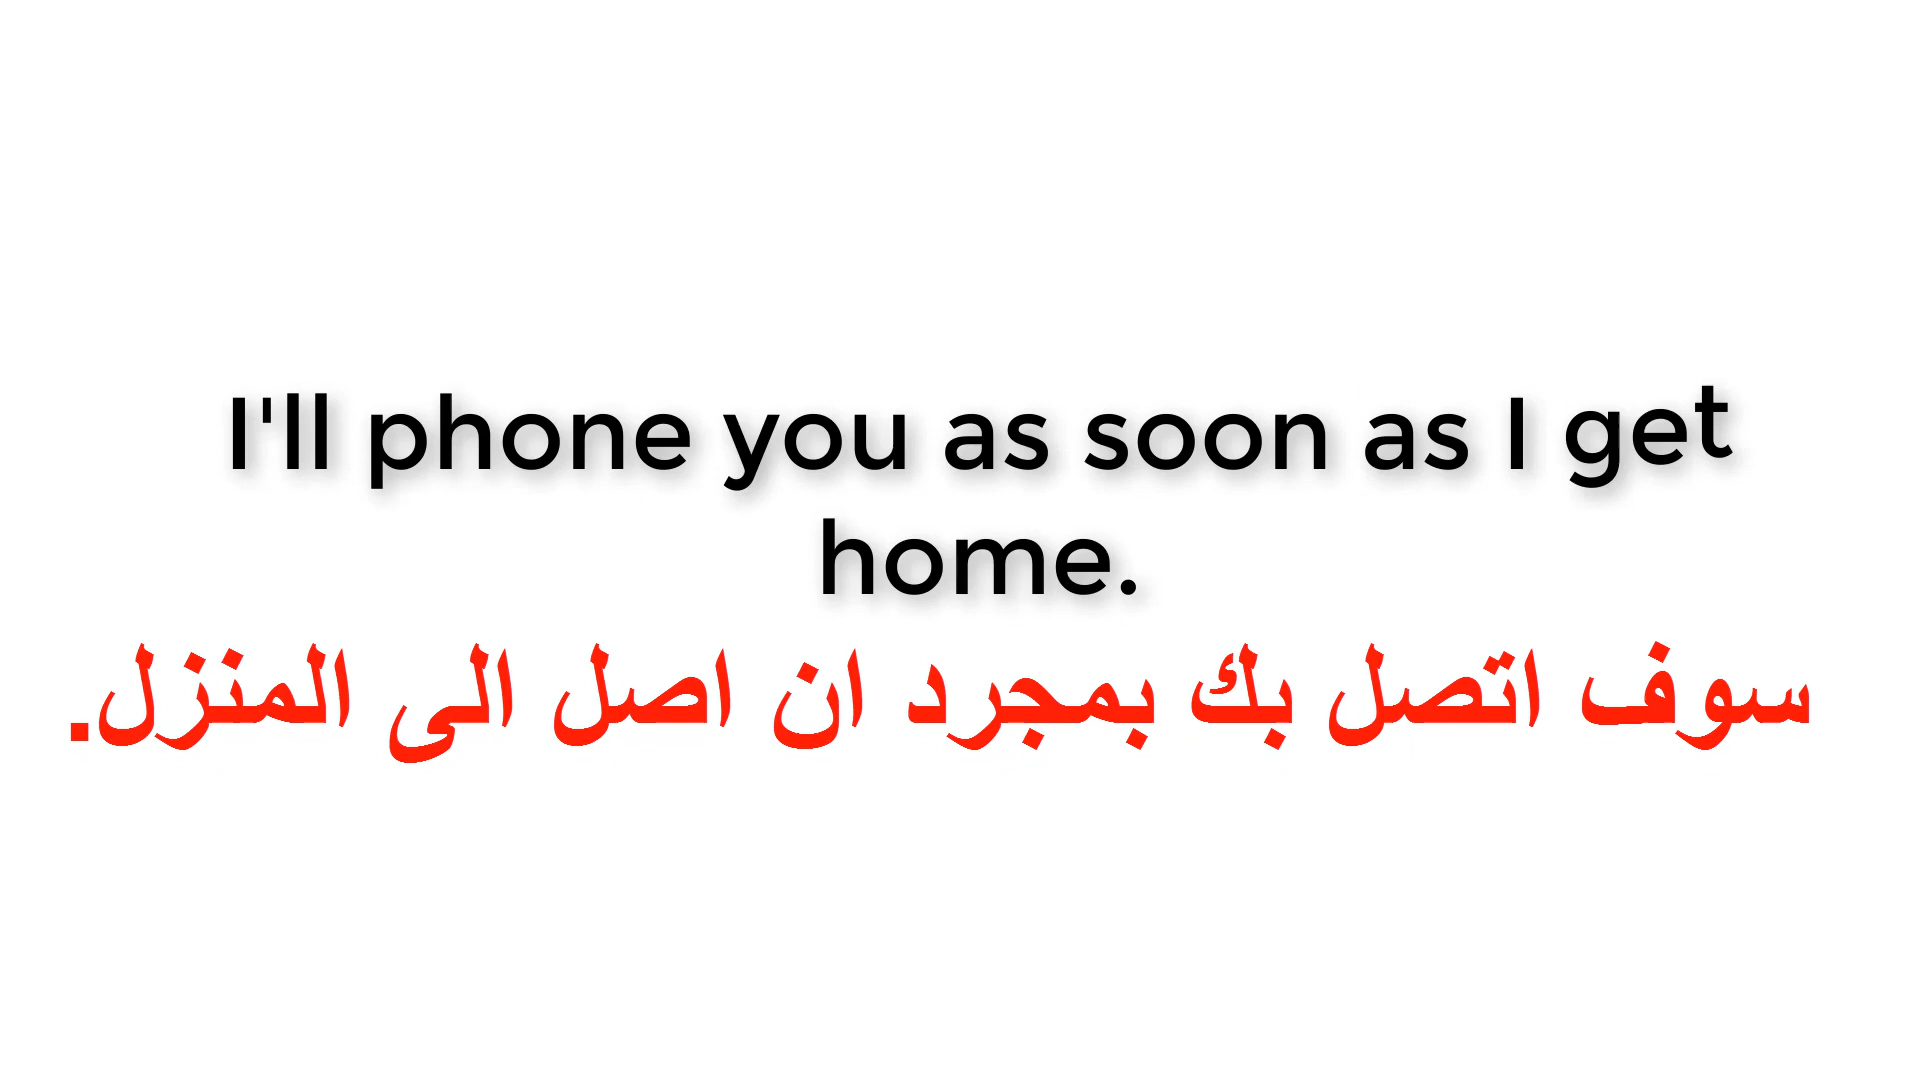 I'll phone you as soon as I get
home.
سوف اتصل بك بمجرد ان اصل الى المنزل.